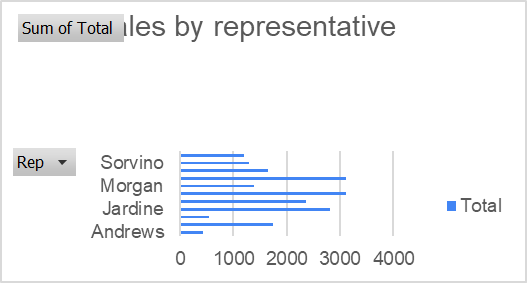 Sum of Total
ales by representative
Rep
Sorvino
Morgan
Jardine
Andrews
Total
0 1000 2000 3000 4000